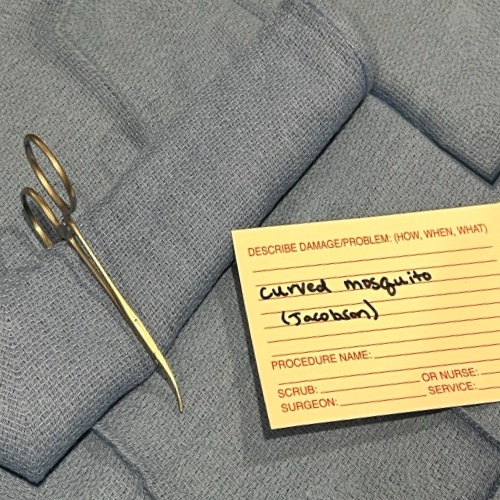 DESCRIBE DAMAGE/PROBLEM: (HOW, WHEN, WHAT)
curved mosquito
(Jacobson)
PROCEDURE NAME:
SCRUB: OR NURSE:
SURGEON: SERVICE: